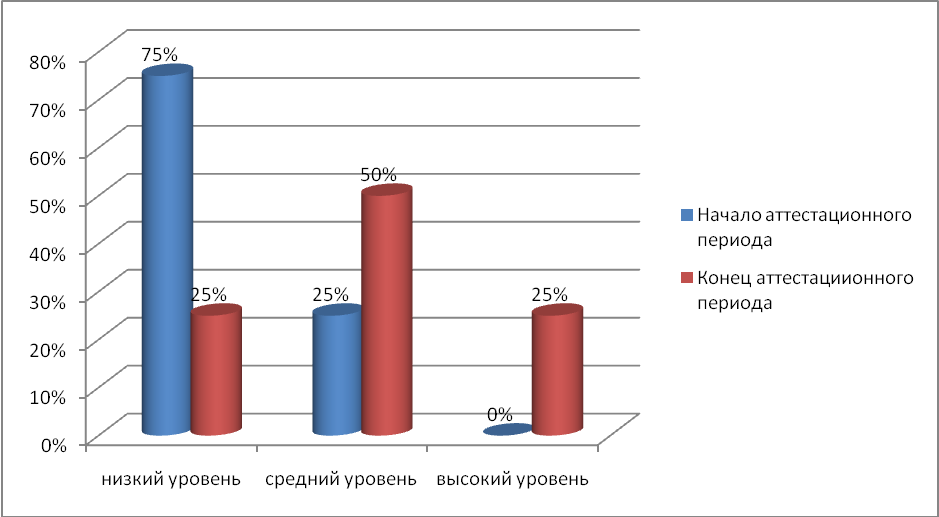 80%
70%
60%
50%
40%
30%
20%
10%
0%
75%
25%
25%
50%
0%
25%
низкий уровень
средний уровень
высокий уровень
Начало аттестационного
периода
Конец аттестациионного
периода